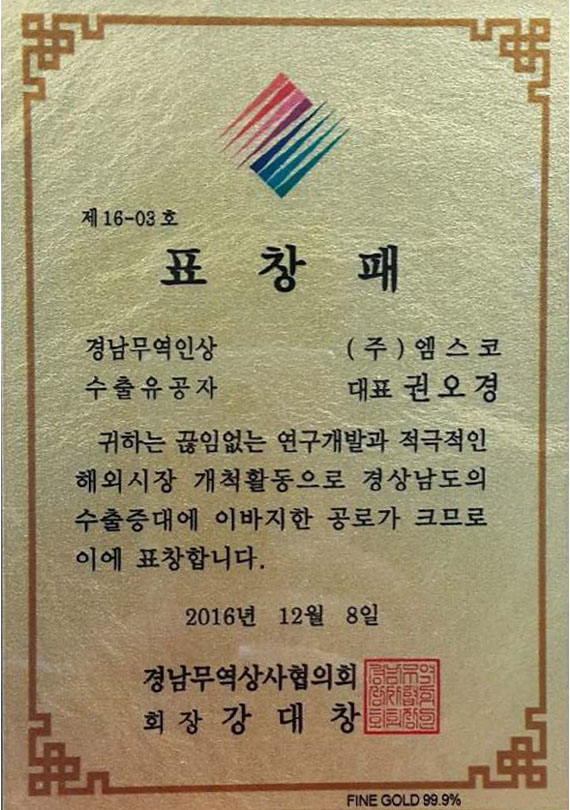 제16-03호
표 창 패
경남무역인상 (주)엠스코
수출유공자 대표 권오경
귀하는 끊임없는 연구개발과 적극적인
해외시장 개척활동으로 경상남도의
수출증대에 이바지한 공로가 크므로
이에 표창합니다.
2016년 12월 8일
경남무역상사협의회
회장 강대창
FINE GOLD 99.9%